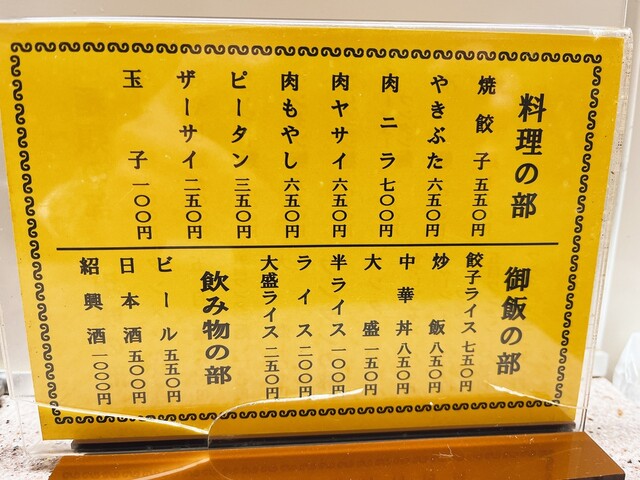 料理の部
焼餃子 五五〇円
やきぶた 六五〇円
肉ニラ 七〇〇円
肉ヤサイ 六五〇円
肉もやし 六五〇円
ピータン 三五〇円
ザーサイ 二五〇円
玉子 一〇〇円
御飯の部
餃子ライス 七五〇円
炒飯 八五〇円
中華丼 八五〇円
大盛 一五〇円
半ライス 一〇〇円
ライス 二〇〇円
大盛ライス 二五〇円
飲み物の部
ビール 五五〇円
日本酒 五〇〇円
紹興酒 一〇〇〇円